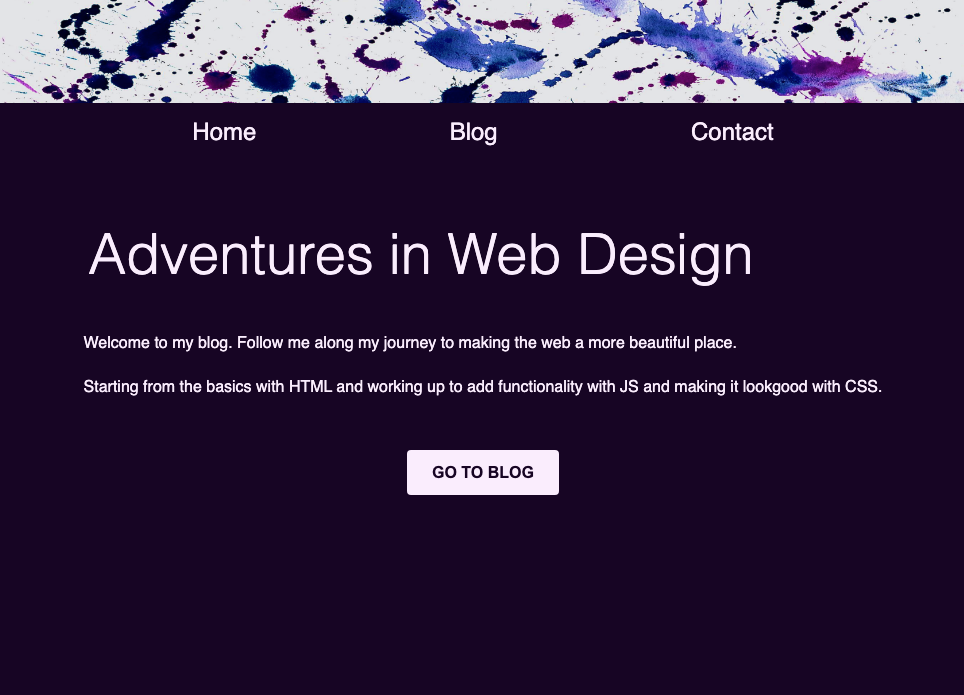 Home Blog Contact
Adventures in Web Design
Welcome to my blog. Follow me along my journey to making the web a more beautiful place.
Starting from the basics with HTML and working up to add functionality with JS and making it lookgood with CSS.
GO TO BLOG